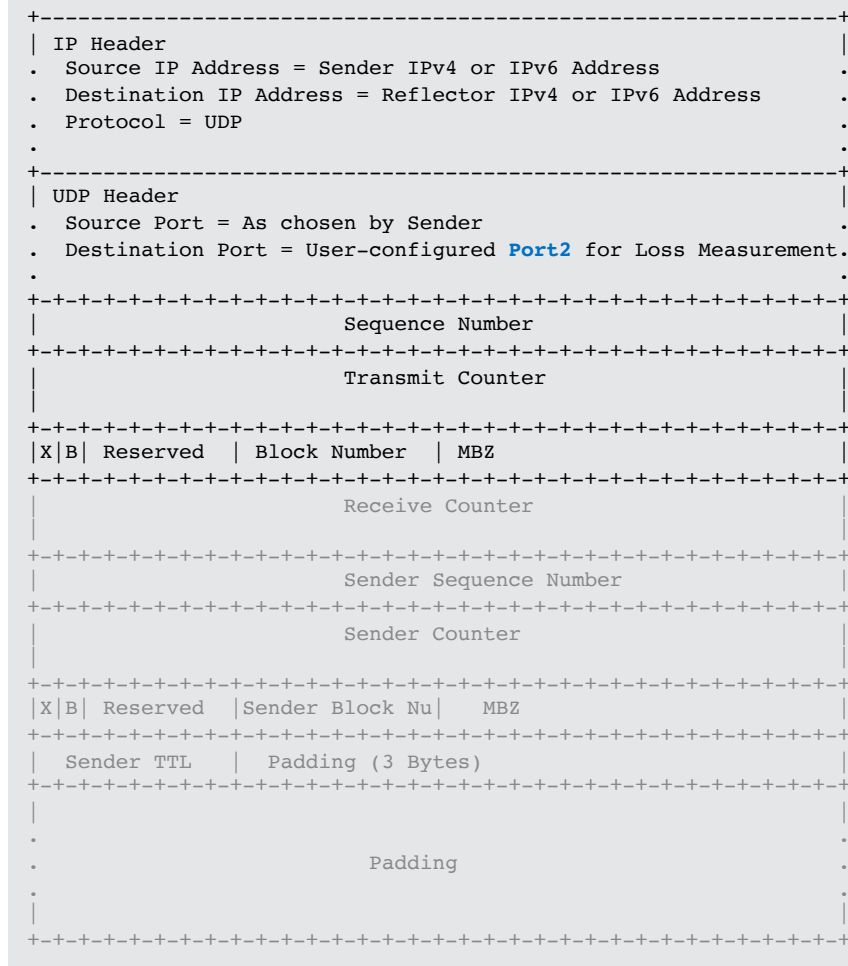 +---------------------------------------------------------------+
| IP Header                                                     |
.  Source IP Address = Sender IPv4 or IPv6 Address              .
.  Destination IP Address = Reflector IPv4 or IPv6 Address      .
.  Protocol = UDP                                               .
.                                                               .
+---------------------------------------------------------------+
| UDP Header                                                    |
.  Source Port = As chosen by Sender                            .
.  Destination Port = User-configured Port2 for Loss Measurement.
.                                                               .
+-+-+-+-+-+-+-+-+-+-+-+-+-+-+-+-+-+-+-+-+-+-+-+-+-+-+-+-+-+-+-+-+
|                        Sequence Number                        |
+-+-+-+-+-+-+-+-+-+-+-+-+-+-+-+-+-+-+-+-+-+-+-+-+-+-+-+-+-+-+-+-+
|                        Transmit Counter                       |
|                                                               |
+-+-+-+-+-+-+-+-+-+-+-+-+-+-+-+-+-+-+-+-+-+-+-+-+-+-+-+-+-+-+-+-+
|X|B| Reserved  | Block Number  | MBZ                           |
+-+-+-+-+-+-+-+-+-+-+-+-+-+-+-+-+-+-+-+-+-+-+-+-+-+-+-+-+-+-+-+-+
|                        Receive Counter                        |
|                                                               |
+-+-+-+-+-+-+-+-+-+-+-+-+-+-+-+-+-+-+-+-+-+-+-+-+-+-+-+-+-+-+-+-+
|                        Sender Sequence Number                 |
+-+-+-+-+-+-+-+-+-+-+-+-+-+-+-+-+-+-+-+-+-+-+-+-+-+-+-+-+-+-+-+-+
|                        Sender Counter                         |
|                                                               |
+-+-+-+-+-+-+-+-+-+-+-+-+-+-+-+-+-+-+-+-+-+-+-+-+-+-+-+-+-+-+-+-+
|X|B| Reserved  |Sender Block Nu|   MBZ                         |
+-+-+-+-+-+-+-+-+-+-+-+-+-+-+-+-+-+-+-+-+-+-+-+-+-+-+-+-+-+-+-+-+
|  Sender TTL   |  Padding (3 Bytes)                            |
+-+-+-+-+-+-+-+-+-+-+-+-+-+-+-+-+-+-+-+-+-+-+-+-+-+-+-+-+-+-+-+-+
|                                                               |
.                                                               .
.                          Padding                              .
.                                                               .
|                                                               |
+-+-+-+-+-+-+-+-+-+-+-+-+-+-+-+-+-+-+-+-+-+-+-+-+-+-+-+-+-+-+-+-+